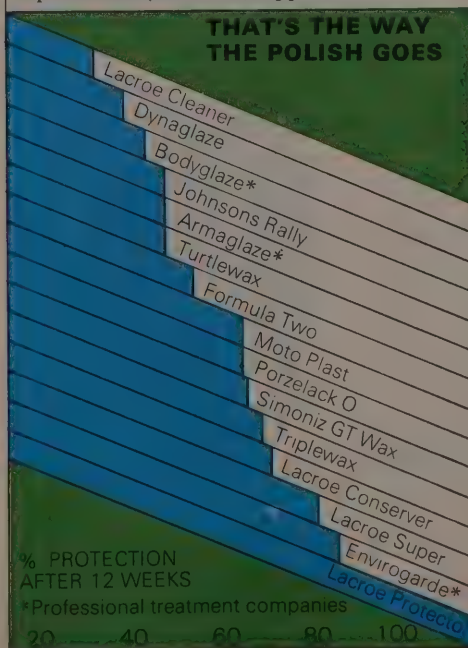 THAT'S THE WAY
THE POLISH GOES
Lacroe Cleaner
Dynaglaze
Bodyglaze*
Johnsons Rally
Armaglaze*
Turtlewax
Formula Two
Moto Plast
Porzelack O
Simoniz GT Wax
Triplewax
Lacroe Conserver
Lacroe Super
Envirogarde*
Lacroe Protecto
% PROTECTION
AFTER 12 WEEKS
*Professional treatment companies
20 40 60 80 100